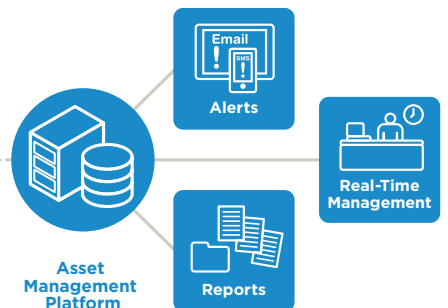 Email
SMS
Alerts
Real-Time
Management
Asset
Management
Platform
Reports